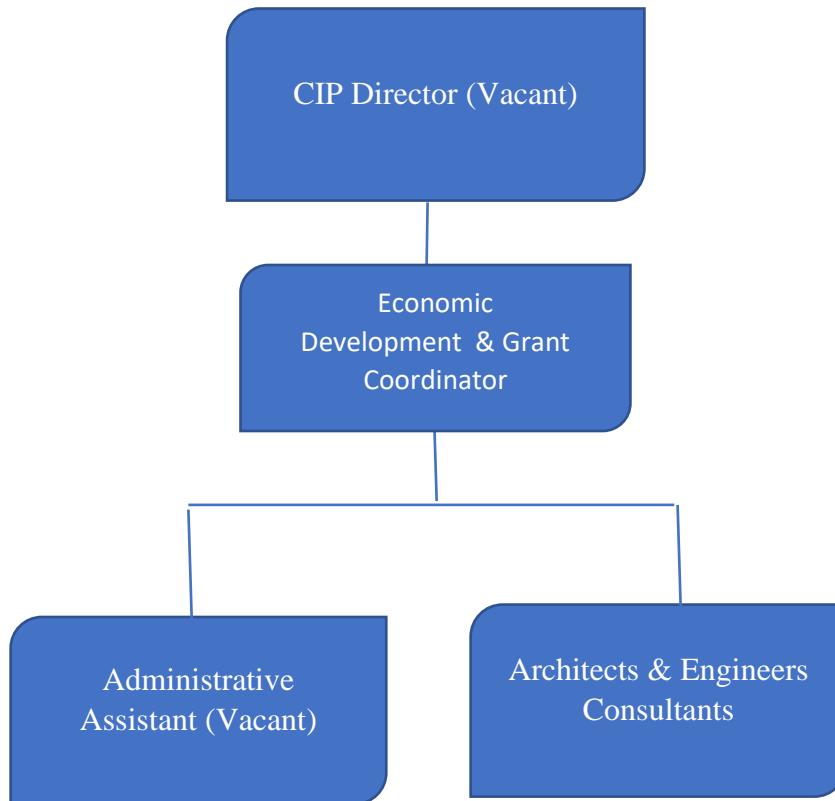 CIP Director (Vacant)
Economic
Development & Grant
Coordinator
Administrative
Assistant (Vacant)
Architects & Engineers
Consultants